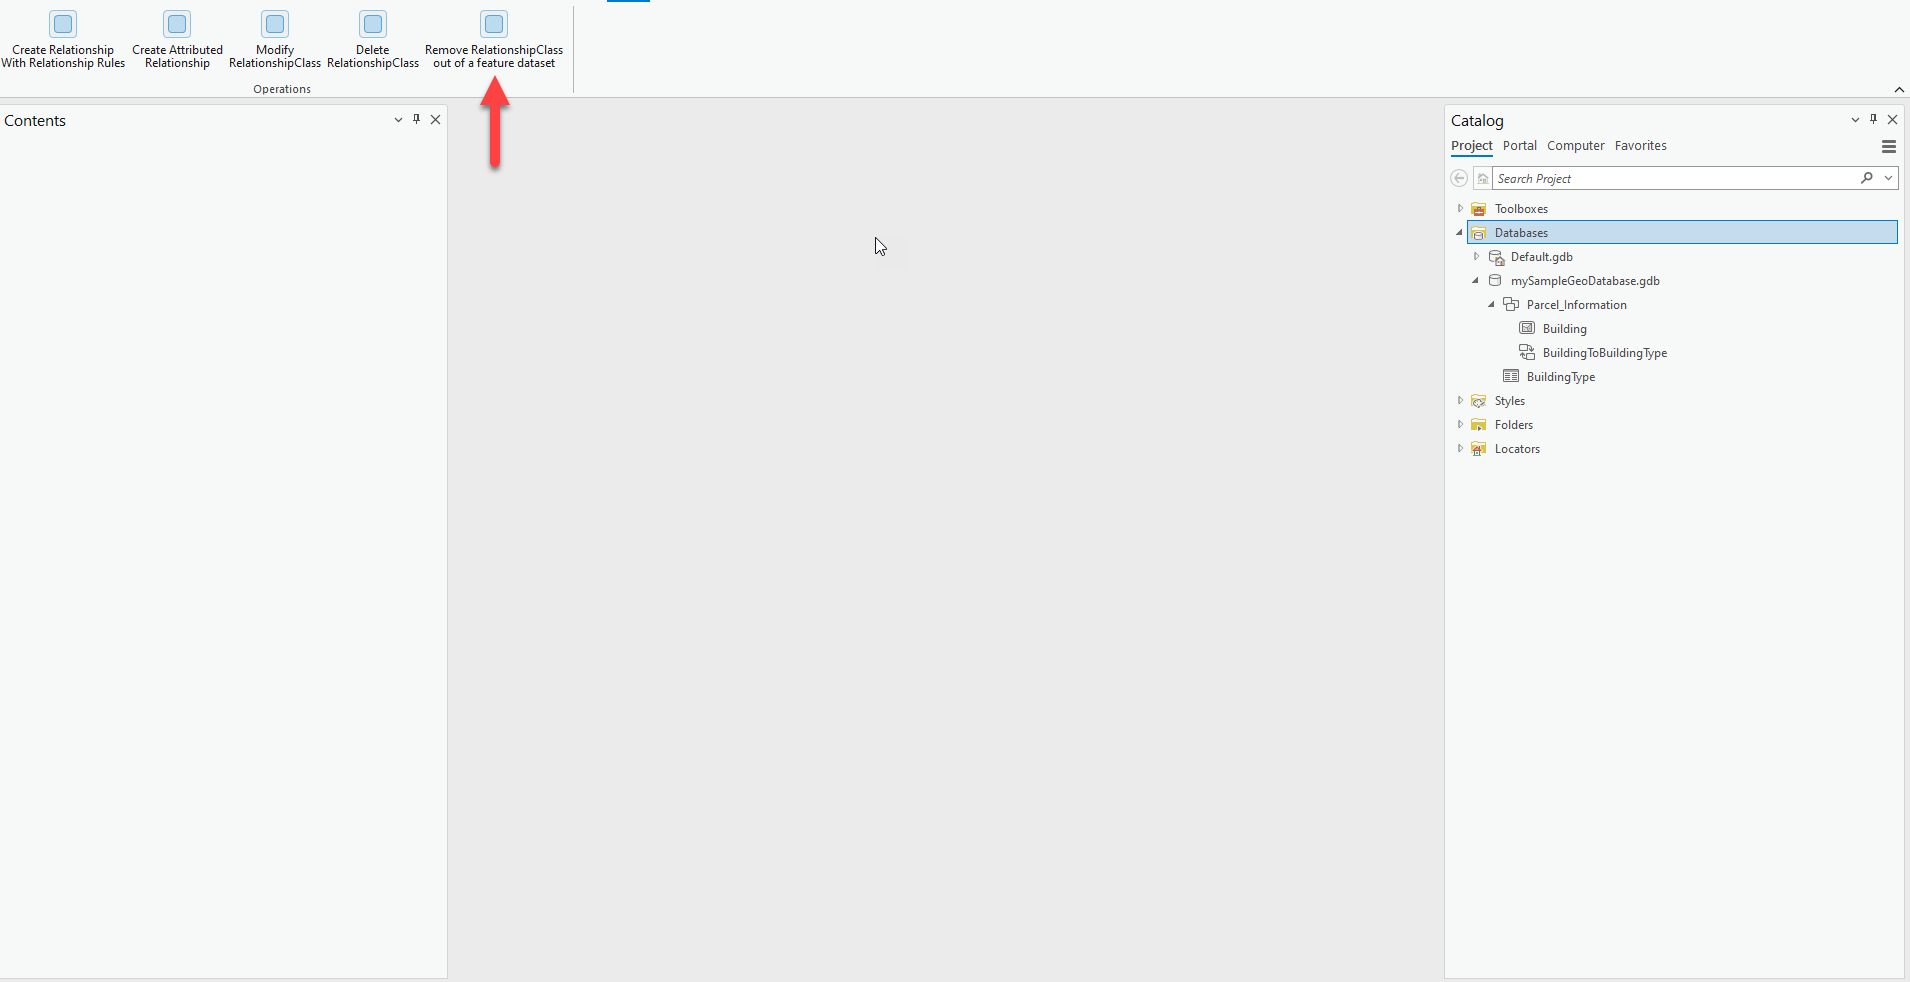 Create Relationship
With Relationship Rules
Create Attributed
Relationship
Modify
RelationshipClass
Delete
RelationshipClass
Remove RelationshipClass
out of a feature dataset
Operations
Contents
Catalog
Project Portal Computer Favorites
Search Project
Toolboxes
Databases
Default.gdb
mySampleGeoDatabase.gdb
Parcel_Information
Building
BuildingToBuildingType
BuildingType
Styles
Folders
Locators